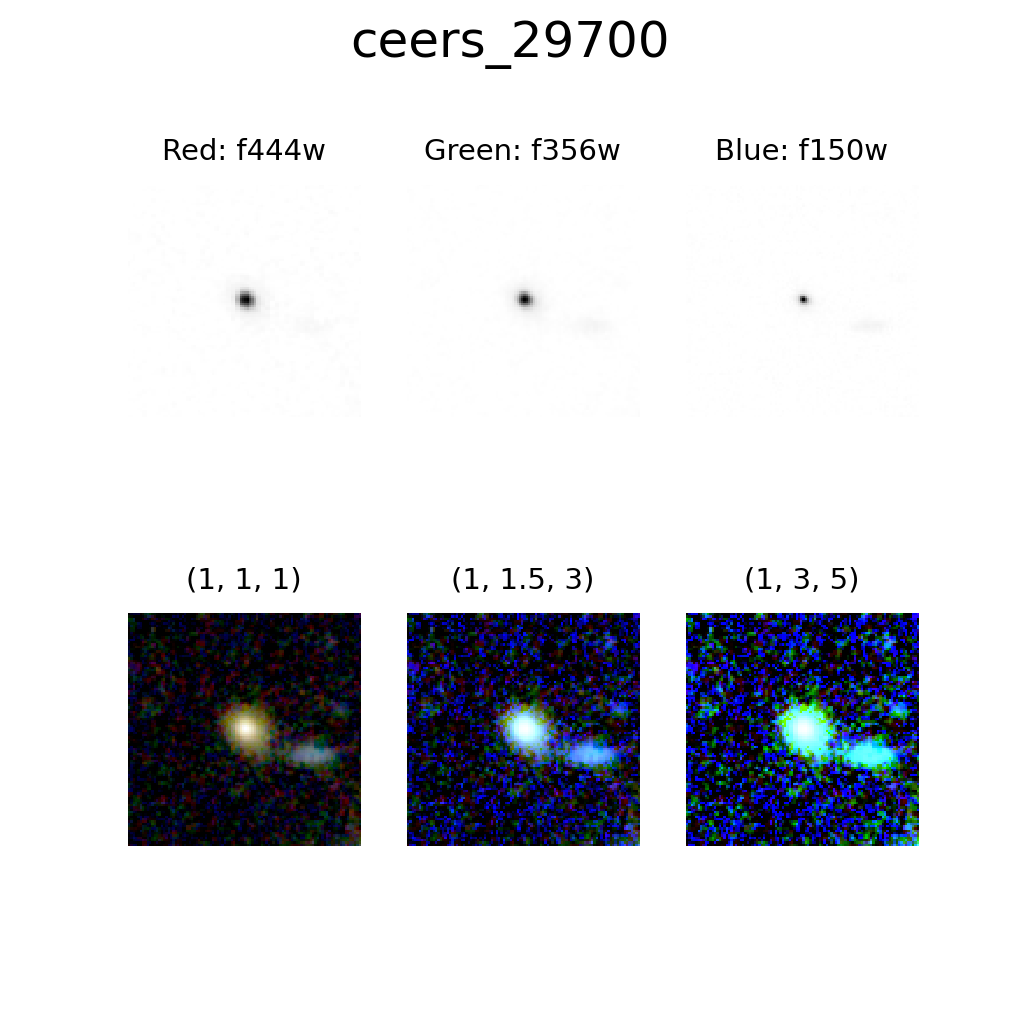 ceers_29700
Red: f444w
Green: f356w
Blue: f150w
(1, 1, 1)
(1, 1.5, 3)
(1, 3, 5)